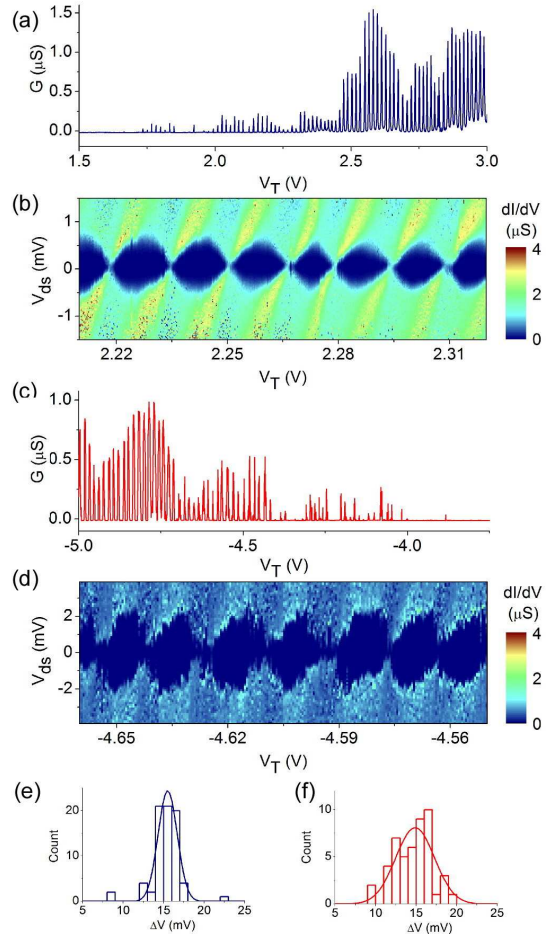 (a)
G (μS)
1.5
1.0
0.5
0.0
1.5 2.0 2.5 3.0
V_T (V)
(b)
V_ds (mV)
1
0
-1
2.22 2.25 2.28 2.31
V_T (V)
dI/dV
(μS)
4
2
0
(c)
G (μS)
1.0
0.5
0.0
-5.0 -4.5 -4.0
V_T (V)
(d)
V_ds (mV)
2
0
-2
-4.65 -4.62 -4.59 -4.56
V_T (V)
dI/dV
(μS)
4
2
0
(e)
Count
20
10
0
5 10 15 20 25
ΔV (mV)
(f)
Count
10
5
0
5 10 15 20 25
ΔV (mV)